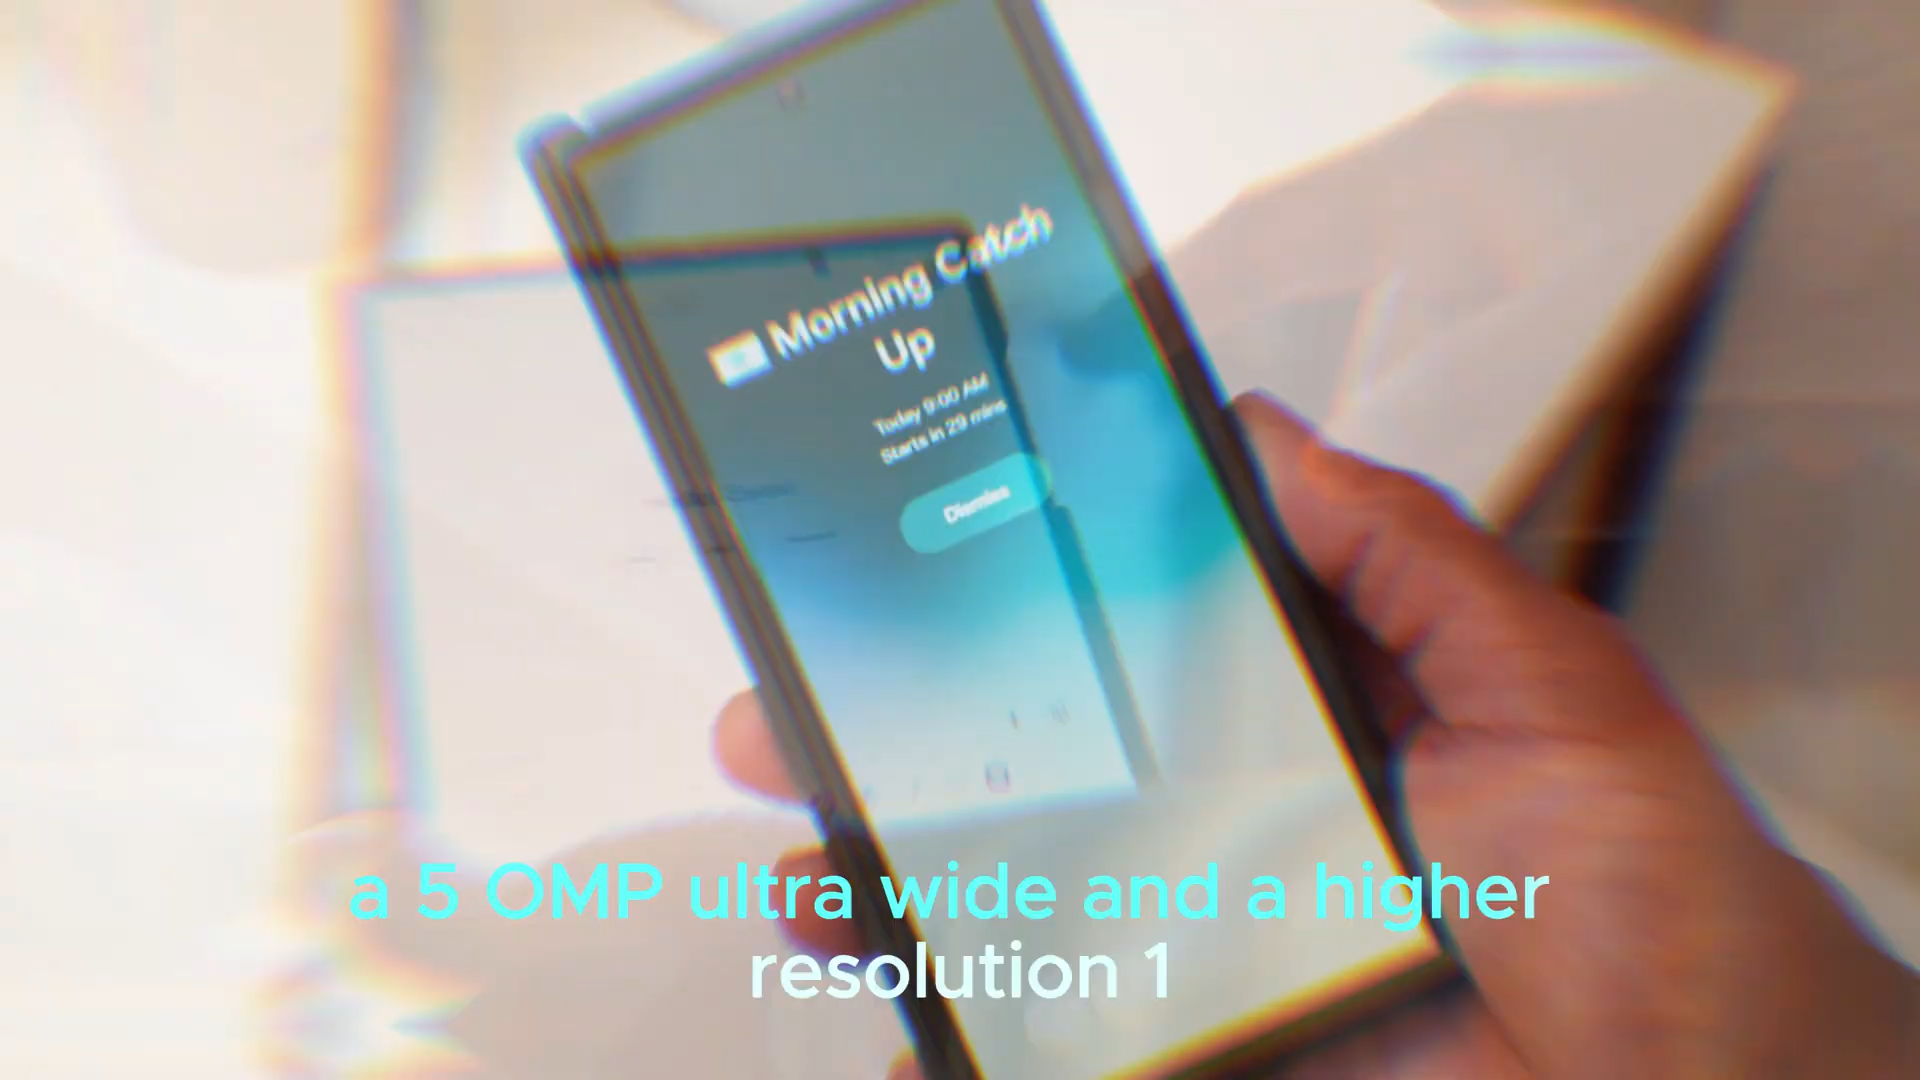 Morning Catch
Up
Today 9:00 AM
Starts in 29 mins
Dismiss
a 5 OMP ultra wide and a higher
resolution 1